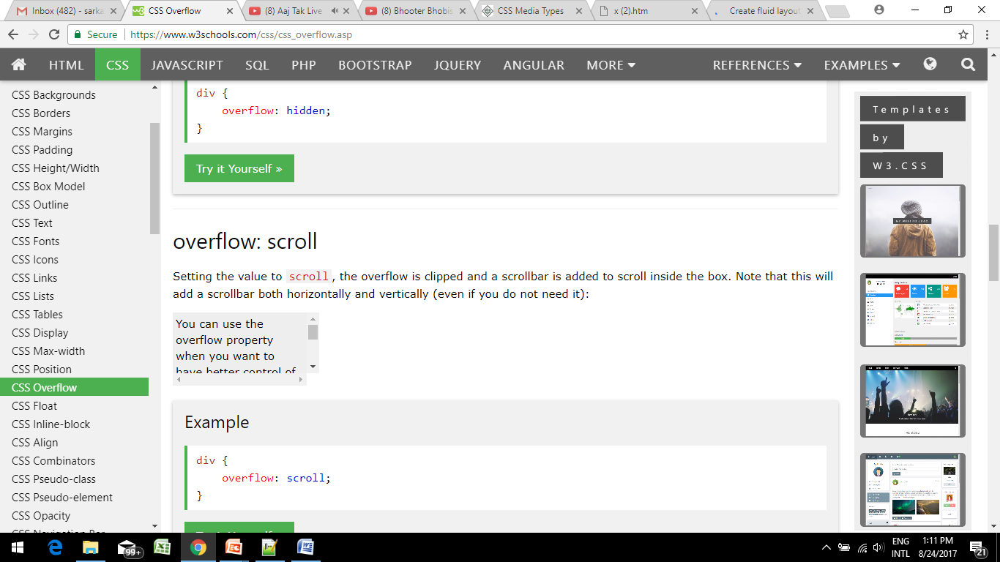 Inbox (482) - sarka
CSS Overflow
(8) Aaj Tak Live
(8) Bhooter Bhobis
CSS Media Types
x (2).htm
Create fluid layout
Secure
https://www.w3schools.com/css/css_overflow.asp
HTML CSS JAVASCRIPT SQL PHP BOOTSTRAP JQUERY ANGULAR MORE REFERENCES EXAMPLES
CSS Backgrounds
CSS Borders
CSS Margins
CSS Padding
CSS Height/Width
CSS Box Model
CSS Outline
CSS Text
CSS Fonts
CSS Icons
CSS Links
CSS Lists
CSS Tables
CSS Display
CSS Max-width
CSS Position
CSS Overflow
CSS Float
CSS Inline-block
CSS Align
CSS Combinators
CSS Pseudo-class
CSS Pseudo-element
CSS Opacity
CSS Navigation Bar
div {
overflow: hidden;
}
Try it Yourself »
overflow: scroll
Setting the value to scroll, the overflow is clipped and a scrollbar is added to scroll inside the box. Note that this will
add a scrollbar both horizontally and vertically (even if you do not need it):
You can use the
overflow property
when you want to
have better control of
Example
div {
overflow: scroll;
}
Try it Yourself
Templates
by
W3.CSS
99+
ENG
INTL
1:11 PM
8/24/2017
21